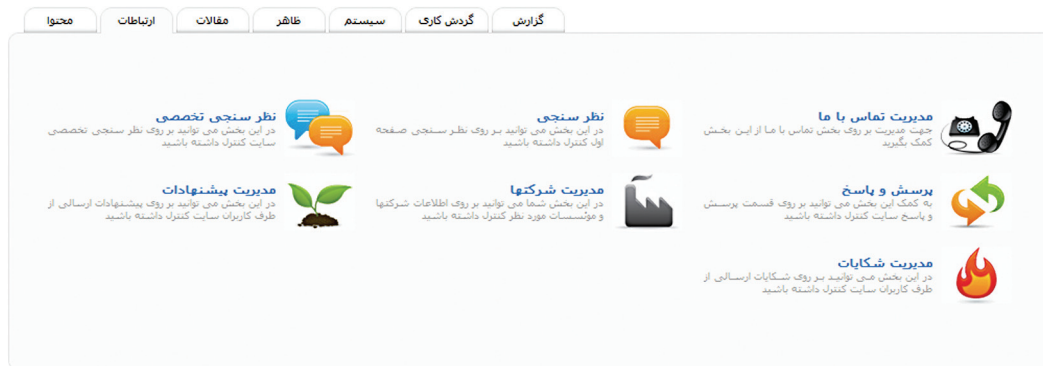 محتوا
ارتباطات
مقالات
ظاهر
سیستم
گردش کاری
گزارش
مدیریت تماس با ما
جهت مدیریت بر روی بخش تماس با ما از این بخش
کمک بگیرید
نظر سنجی
در این بخش می توانید بر روی نظر سنجی صفحه
اول کنترل داشته باشید
نظر سنجی تخصصی
در این بخش می توانید بر روی نظر سنجی تخصصی
سایت کنترل داشته باشید
پرسش و پاسخ
به کمک این بخش می توانید بر روی قسمت پرسش
و پاسخ سایت کنترل داشته باشید
مدیریت شرکتها
در این بخش شما می توانید بر روی اطلاعات شرکتها
و موئسسات مورد نظر کنترل داشته باشید
مدیریت پیشنهادات
در این بخش می توانید بر روی پیشنهادات ارسالی از
طرف کاربران سایت کنترل داشته باشید
مدیریت شکایات
در این بخش می توانید بر روی شکایات ارسالی از
طرف کاربران سایت کنترل داشته باشید